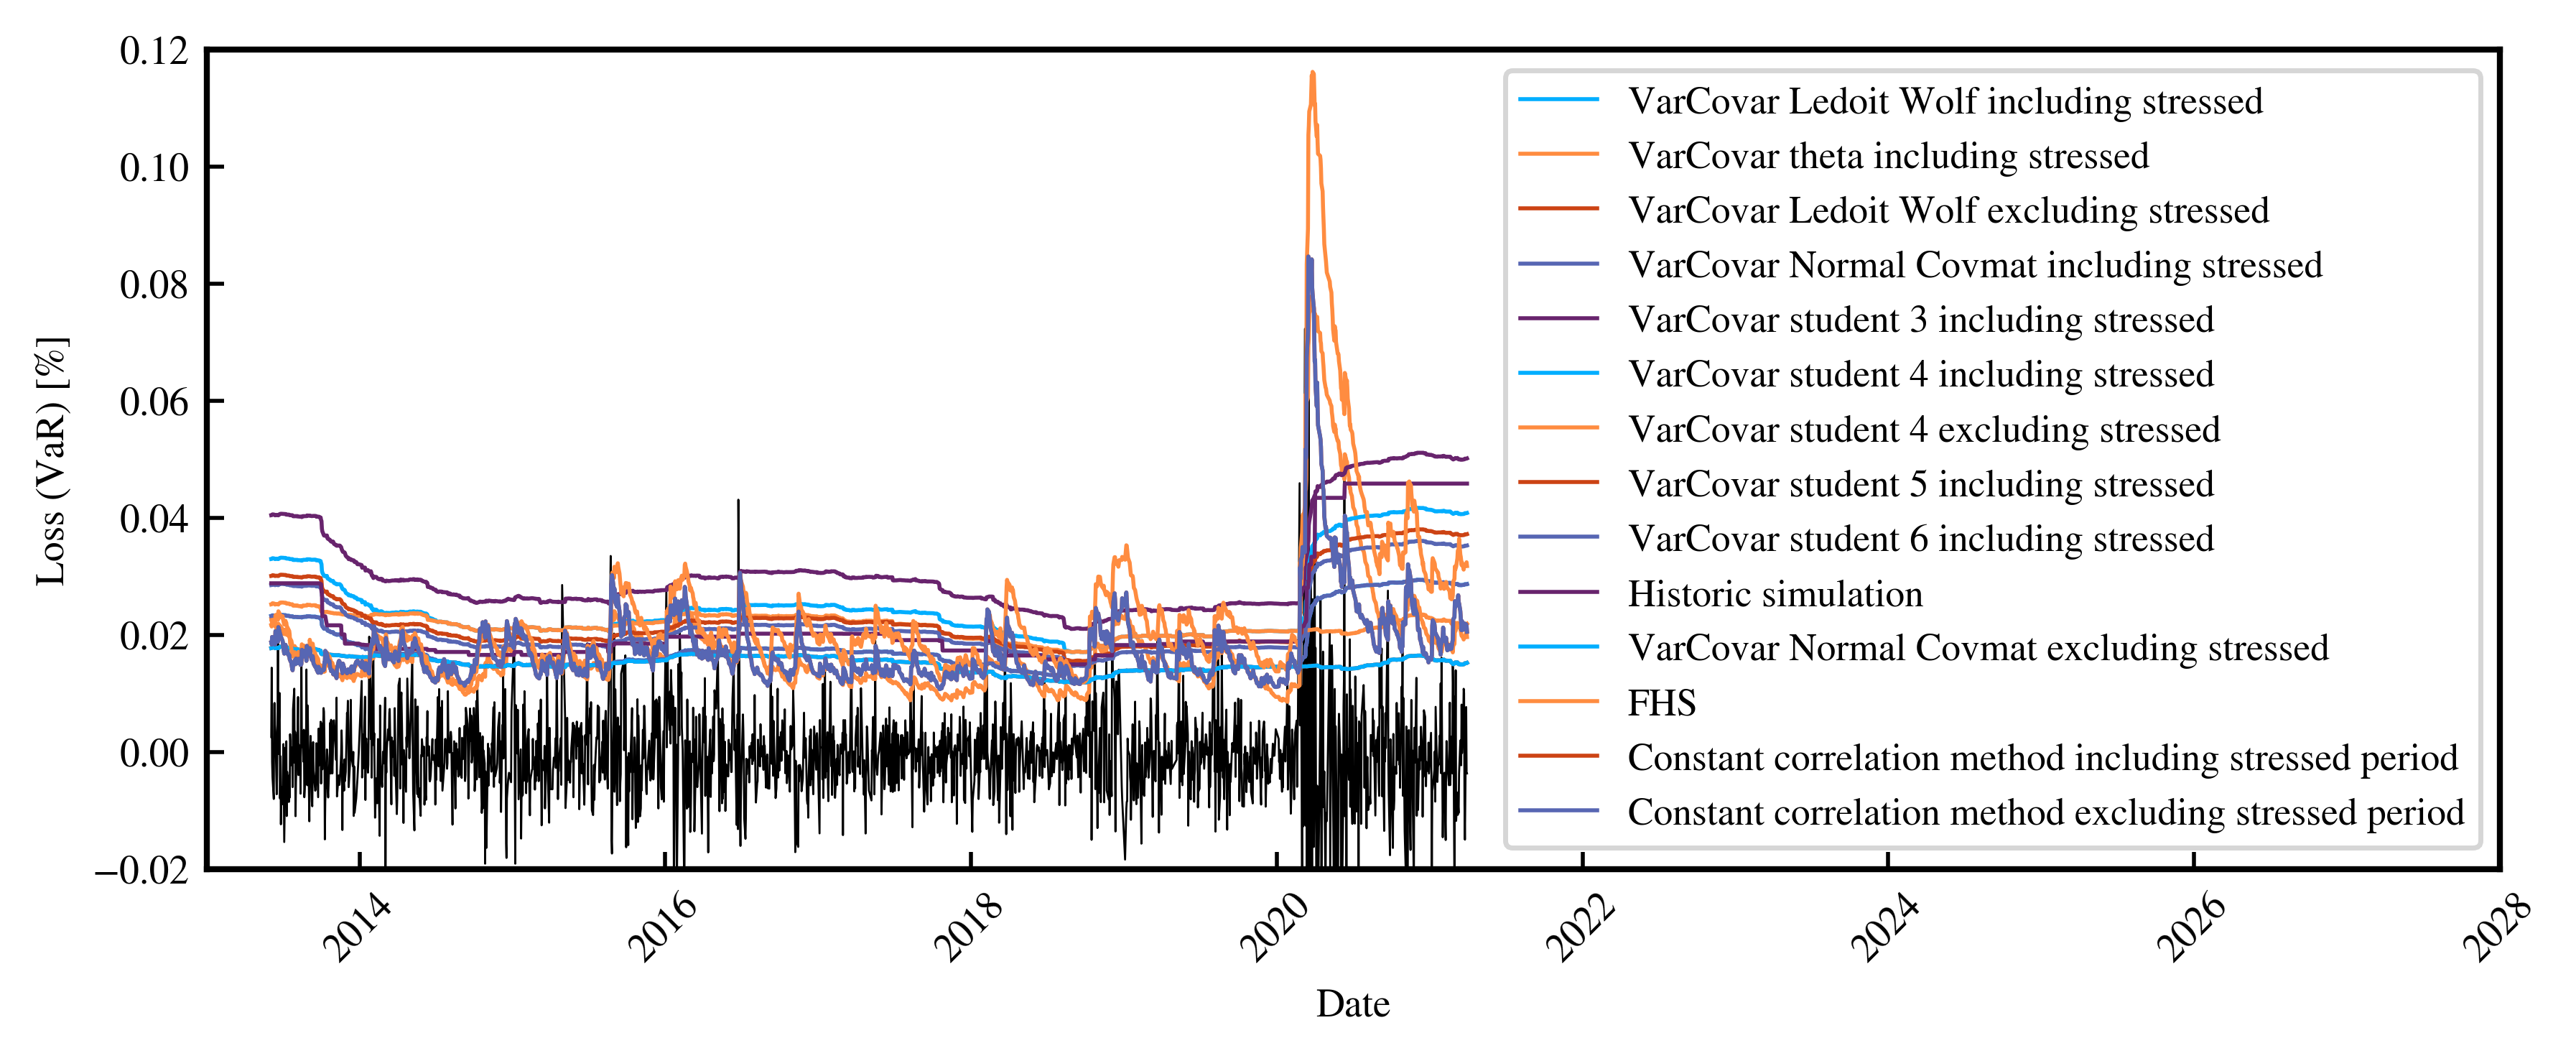 0.12
0.10
0.08
0.06
0.04
0.02
0.00
−0.02
Loss (VaR) [%]
VarCovar Ledoit Wolf including stressed
VarCovar theta including stressed
VarCovar Ledoit Wolf excluding stressed
VarCovar Normal Covmat including stressed
VarCovar student 3 including stressed
VarCovar student 4 including stressed
VarCovar student 4 excluding stressed
VarCovar student 5 including stressed
VarCovar student 6 including stressed
Historic simulation
VarCovar Normal Covmat excluding stressed
FHS
Constant correlation method including stressed period
Constant correlation method excluding stressed period
2014
2016
2018
2020
2022
2024
2026
2028
Date